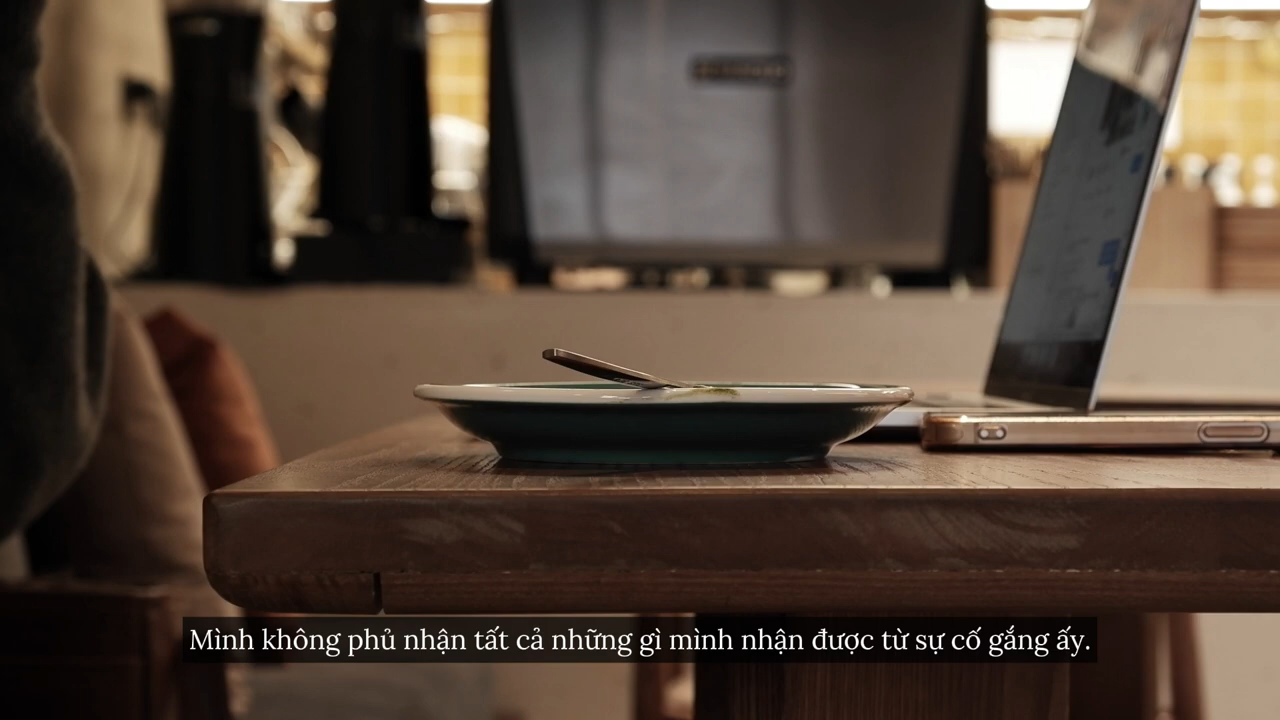 Mình không phủ nhận tất cả những gì mình nhận được từ sự cố gắng ấy.